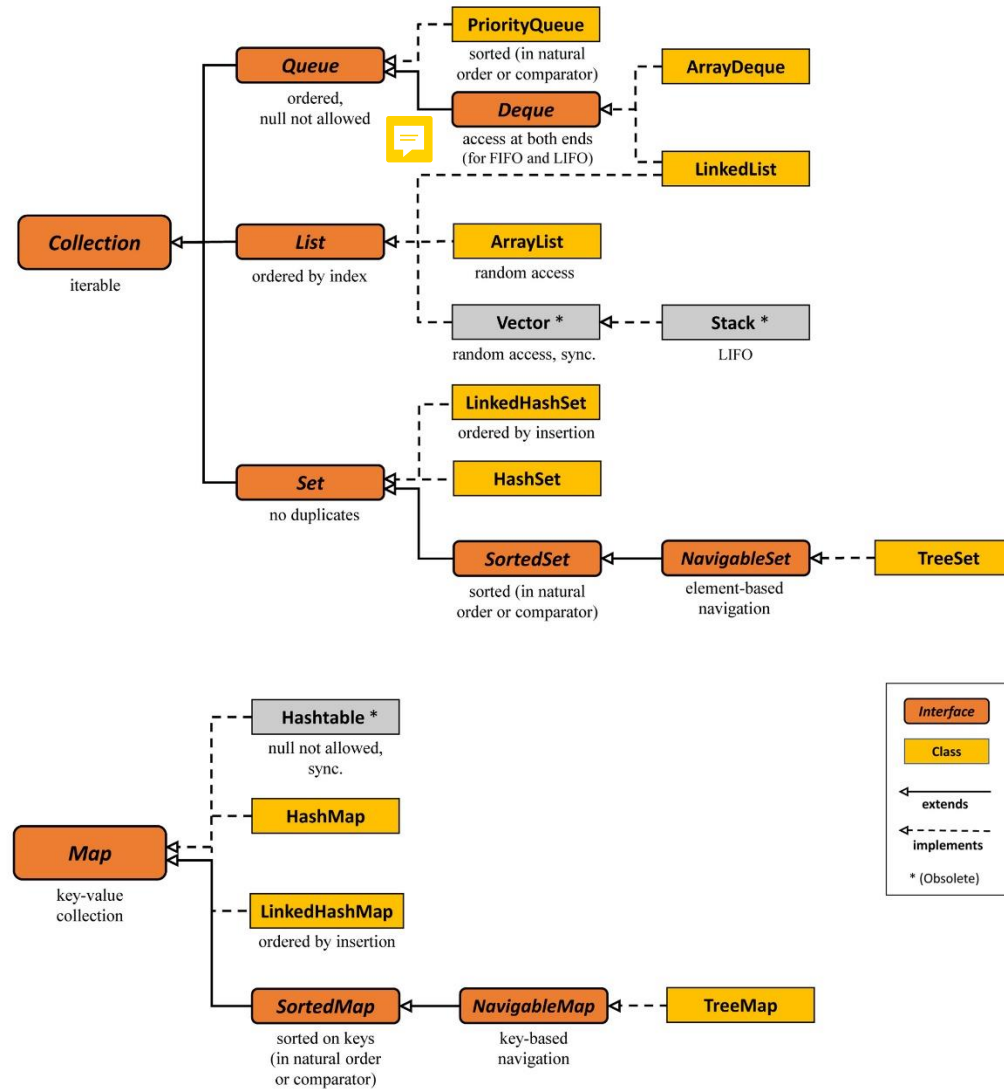 PriorityQueue
sorted (in natural
order or comparator)
Queue
ordered,
null not allowed
ArrayDeque
Deque
access at both ends
(for FIFO and LIFO)
LinkedList
Collection
iterable
List
ordered by index
ArrayList
random access
Vector *
random access, sync.
Stack *
LIFO
LinkedHashSet
ordered by insertion
Set
no duplicates
HashSet
SortedSet
sorted (in natural
order or comparator)
NavigableSet
element-based
navigation
TreeSet
Hashtable *
null not allowed,
sync.
HashMap
Map
key-value
collection
LinkedHashMap
ordered by insertion
SortedMap
sorted on keys
(in natural order
or comparator)
NavigableMap
key-based
navigation
TreeMap
Interface
Class
extends
implements
* (Obsolete)